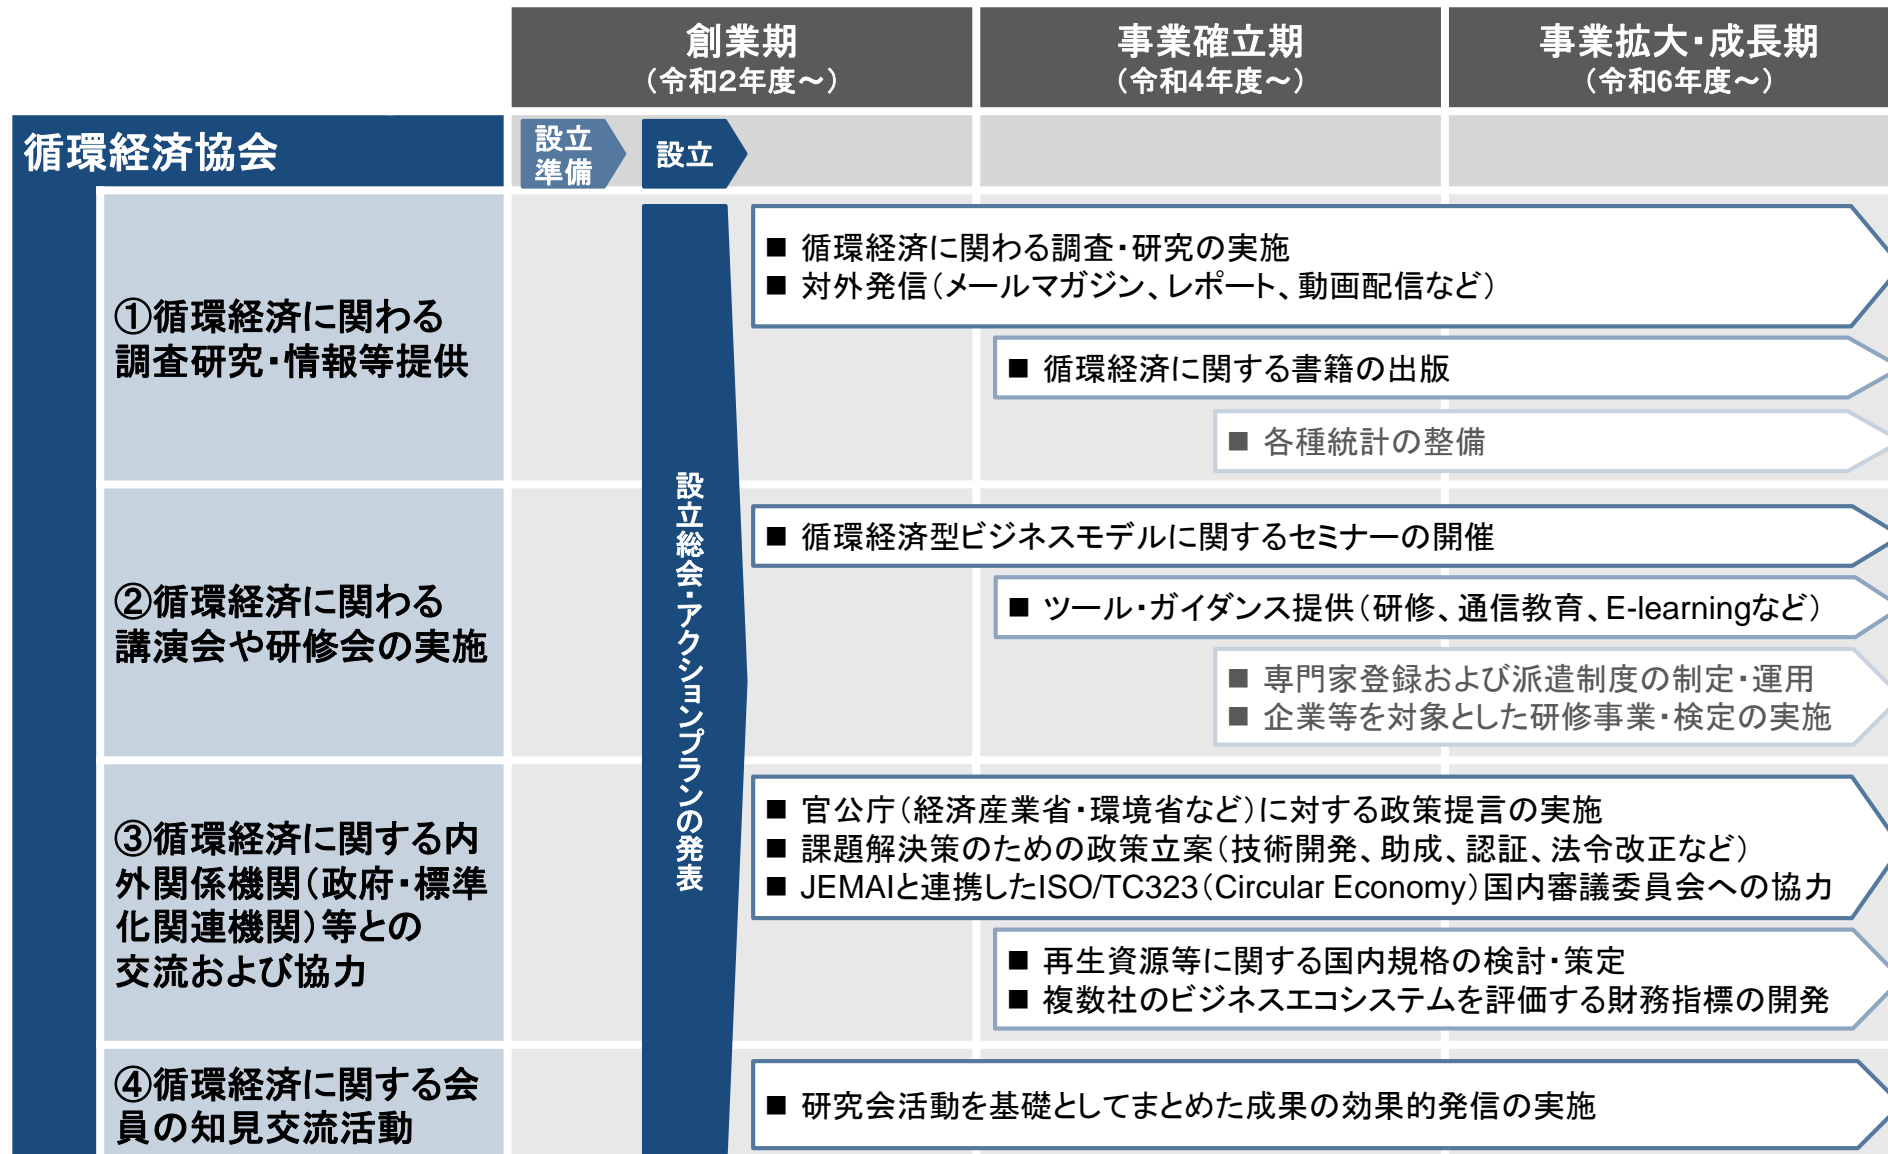 創業期
（令和2年度～）
事業確立期
（令和4年度～）
事業拡大・成長期
（令和6年度～）
循環経済協会
設立
準備
設立
設立総会・アクションプランの発表
①循環経済に関わる
調査研究・情報等提供
■ 循環経済に関わる調査・研究の実施
■ 対外発信（メールマガジン、レポート、動画配信など）
■ 循環経済に関する書籍の出版
■ 各種統計の整備
②循環経済に関わる
講演会や研修会の実施
■ 循環経済型ビジネスモデルに関するセミナーの開催
■ ツール・ガイダンス提供（研修、通信教育、E-learningなど）
■ 専門家登録および派遣制度の制定・運用
■ 企業等を対象とした研修事業・検定の実施
③循環経済に関する内
外関係機関（政府・標準
化関連機関）等との
交流および協力
■ 官公庁（経済産業省・環境省など）に対する政策提言の実施
■ 課題解決策のための政策立案（技術開発、助成、認証、法令改正など）
■ JEMAIと連携したISO/TC323（Circular Economy）国内審議委員会への協力
■ 再生資源等に関する国内規格の検討・策定
■ 複数社のビジネスエコシステムを評価する財務指標の開発
④循環経済に関する会
員の知見交流活動
■ 研究会活動を基礎としてまとめた成果の効果的発信の実施